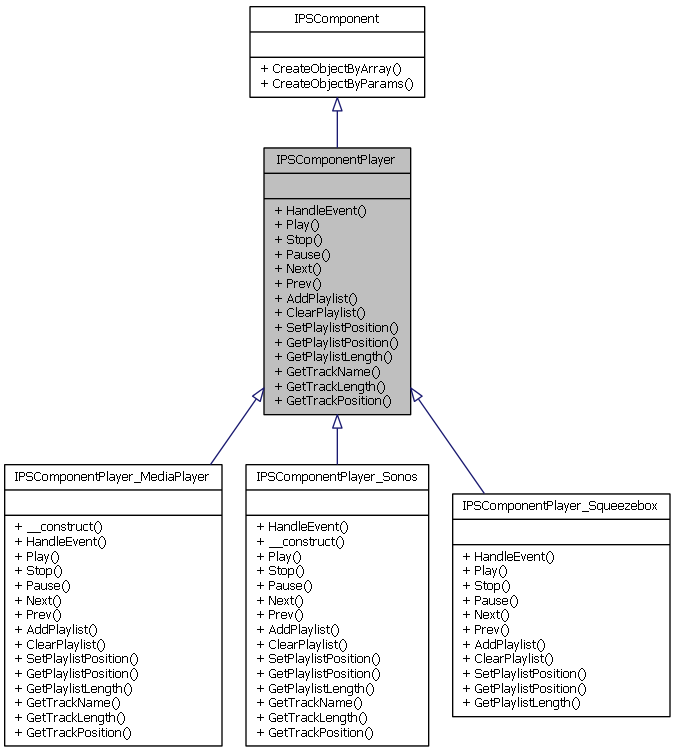 IPSComponent
+ CreateObjectByArray()
+ CreateObjectByParams()
IPSComponentPlayer
+ HandleEvent()
+ Play()
+ Stop()
+ Pause()
+ Next()
+ Prev()
+ AddPlaylist()
+ ClearPlaylist()
+ SetPlaylistPosition()
+ GetPlaylistPosition()
+ GetPlaylistLength()
+ GetTrackName()
+ GetTrackLength()
+ GetTrackPosition()
IPSComponentPlayer_MediaPlayer
+ __construct()
+ HandleEvent()
+ Play()
+ Stop()
+ Pause()
+ Next()
+ Prev()
+ AddPlaylist()
+ ClearPlaylist()
+ SetPlaylistPosition()
+ GetPlaylistPosition()
+ GetPlaylistLength()
+ GetTrackName()
+ GetTrackLength()
+ GetTrackPosition()
IPSComponentPlayer_Sonos
+ HandleEvent()
+ __construct()
+ Play()
+ Stop()
+ Pause()
+ Next()
+ Prev()
+ AddPlaylist()
+ ClearPlaylist()
+ SetPlaylistPosition()
+ GetPlaylistPosition()
+ GetPlaylistLength()
+ GetTrackName()
+ GetTrackLength()
+ GetTrackPosition()
IPSComponentPlayer_Squeezebox
+ HandleEvent()
+ Play()
+ Stop()
+ Pause()
+ Next()
+ Prev()
+ AddPlaylist()
+ ClearPlaylist()
+ SetPlaylistPosition()
+ GetPlaylistPosition()
+ GetPlaylistLength()